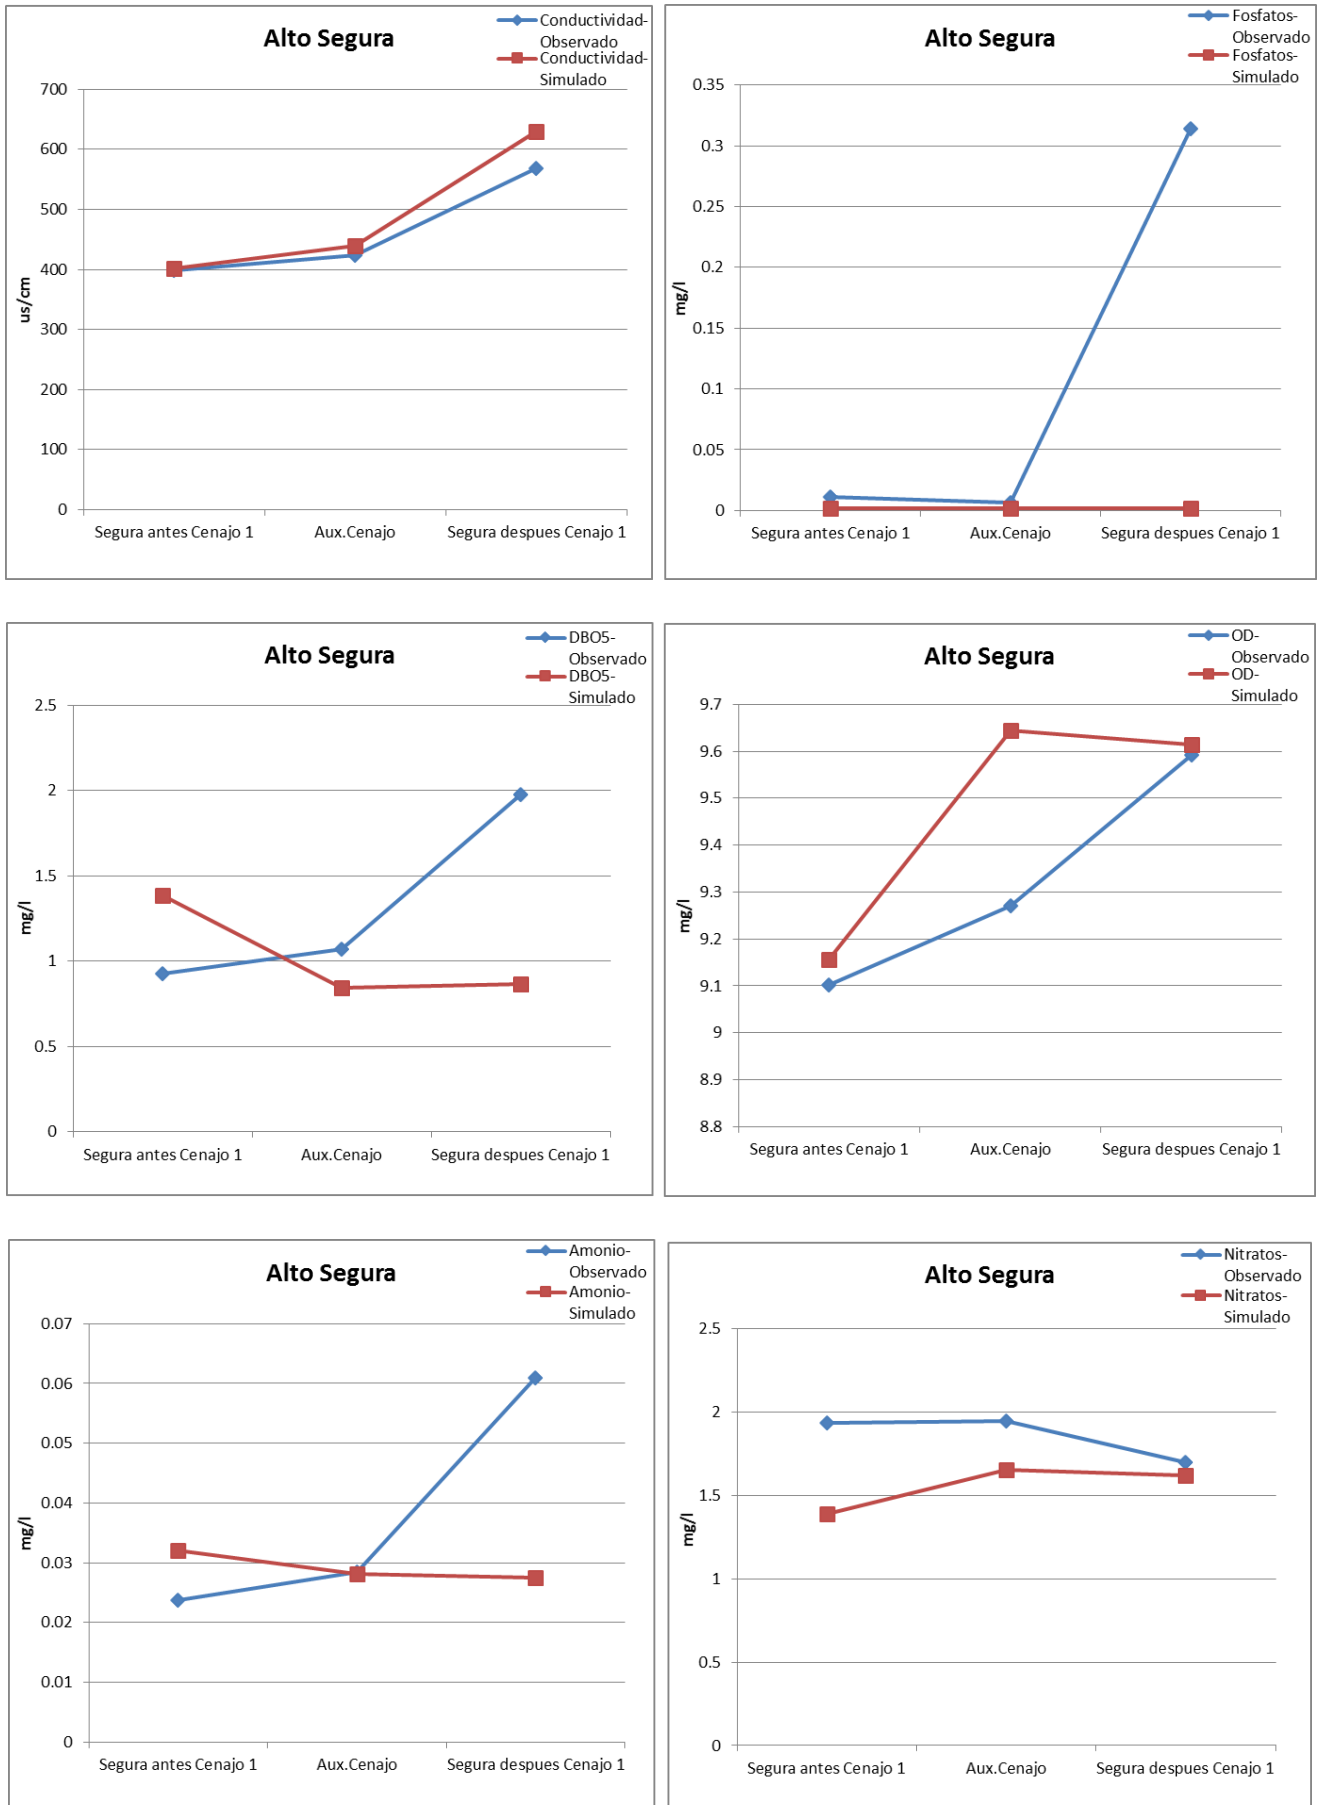 Alto Segura
Conductividad-
Observado
Conductividad-
Simulado
us/cm
700
600
500
400
300
200
100
0
Segura antes Cenajo 1
Aux.Cenajo
Segura despues Cenajo 1
Alto Segura
Fosfatos-
Observado
Fosfatos-
Simulado
mg/l
0.35
0.3
0.25
0.2
0.15
0.1
0.05
0
Segura antes Cenajo 1
Aux.Cenajo
Segura despues Cenajo 1
Alto Segura
DBO5-
Observado
DBO5-
Simulado
mg/l
2.5
2
1.5
1
0.5
0
Segura antes Cenajo 1
Aux.Cenajo
Segura despues Cenajo 1
Alto Segura
OD-
Observado
OD-
Simulado
mg/l
9.7
9.6
9.5
9.4
9.3
9.2
9.1
9
8.9
8.8
Segura antes Cenajo 1
Aux.Cenajo
Segura despues Cenajo 1
Alto Segura
Amonio-
Observado
Amonio-
Simulado
mg/l
0.07
0.06
0.05
0.04
0.03
0.02
0.01
0
Segura antes Cenajo 1
Aux.Cenajo
Segura despues Cenajo 1
Alto Segura
Nitratos-
Observado
Nitratos-
Simulado
mg/l
2.5
2
1.5
1
0.5
0
Segura antes Cenajo 1
Aux.Cenajo
Segura despues Cenajo 1